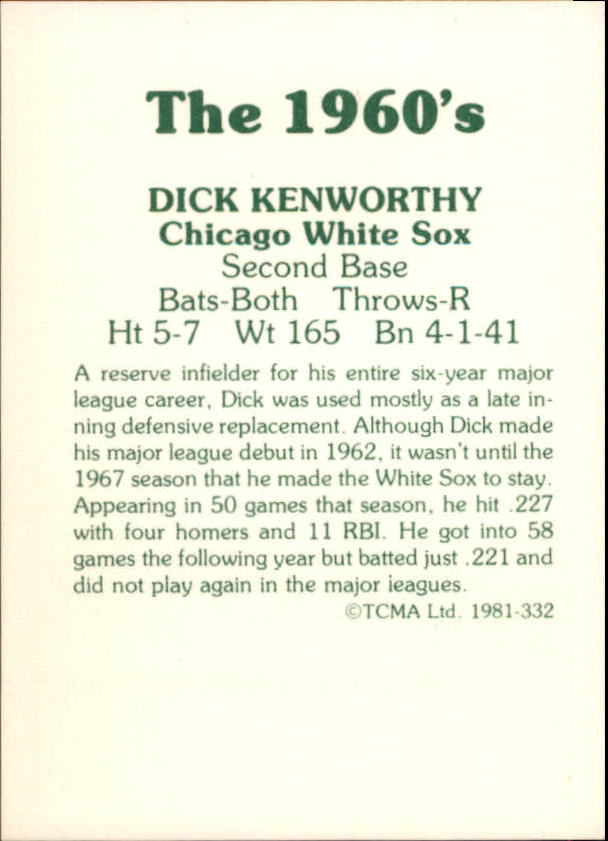 The 1960's
DICK KENWORTHY
Chicago White Sox
Second Base
Bats-Both Throws-R
Ht 5-7 Wt 165 Bn 4-1-41
A reserve infielder for his entire six-year major
league career, Dick was used mostly as a late in-
ning defensive replacement. Although Dick made
his major league debut in 1962, it wasn't until the
1967 season that he made the White Sox to stay.
Appearing in 50 games that season, he hit .227
with four homers and 11 RBI. He got into 58
games the following year but batted just .221 and
did not play again in the major leagues.
©TCMA Ltd. 1981-332